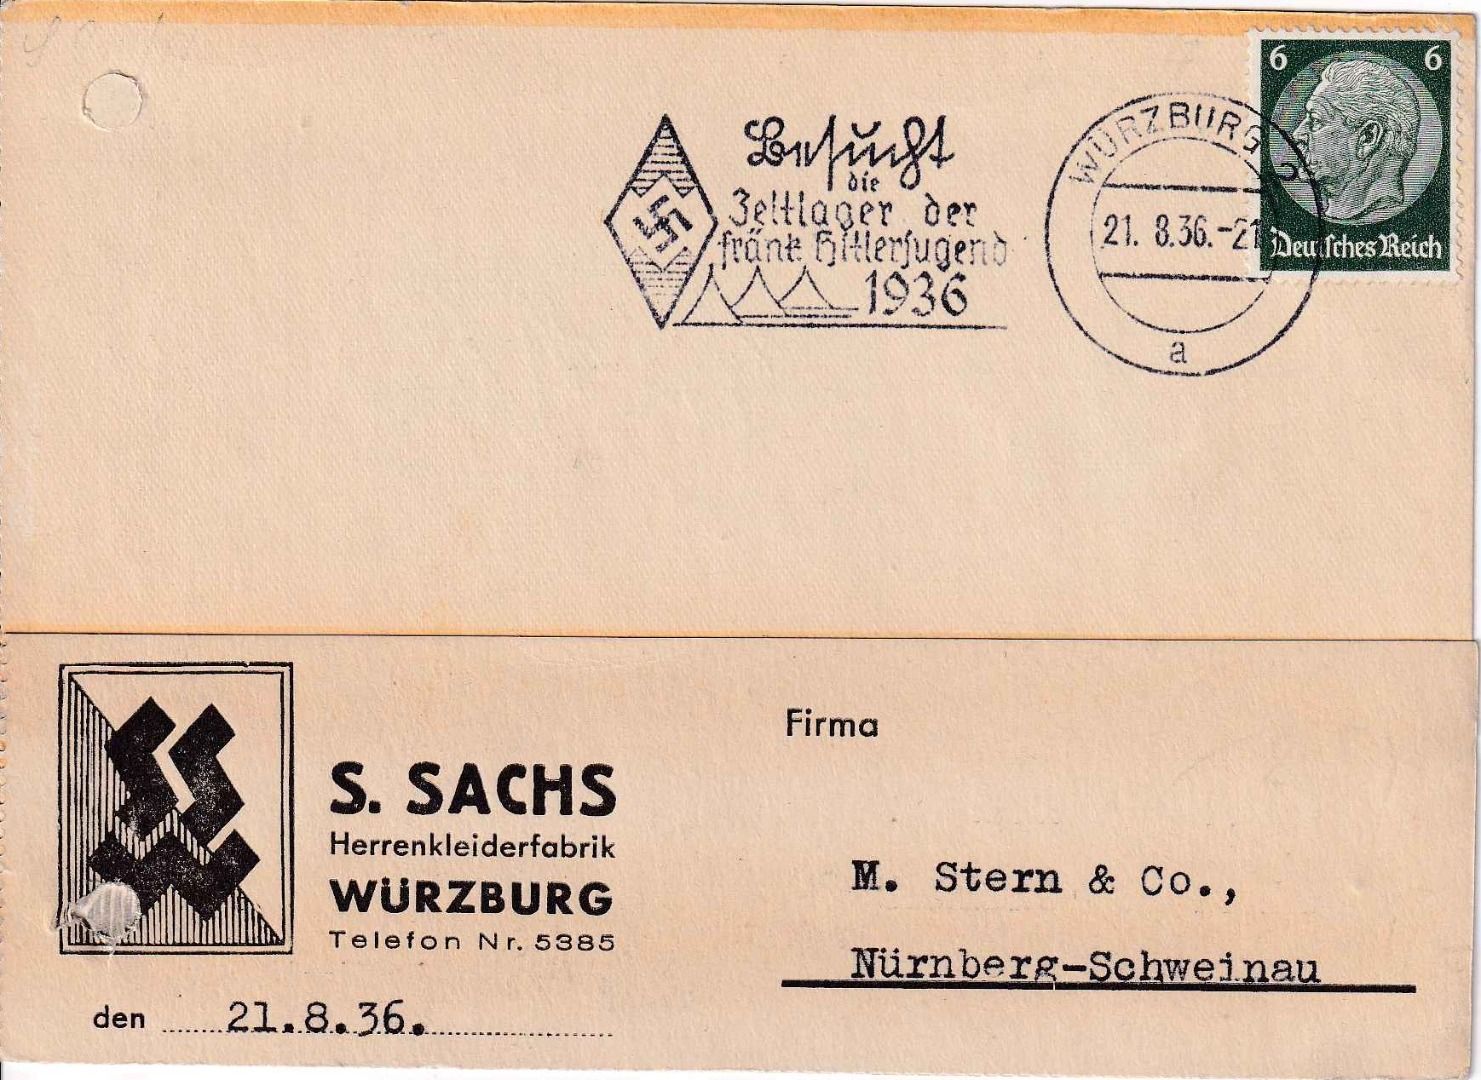 Besucht
die
Zeltlager der
fränk. Hitlerjugend
1936
WÜRZBURG 5
21. 8.36.-21
a
6 6
Deutsches Reich
Firma
S. SACHS
Herrenkleiderfabrik
WÜRZBURG
Telefon Nr. 5385
M. Stern & Co.,
Nürnberg-Schweinau
den 21.8.36.